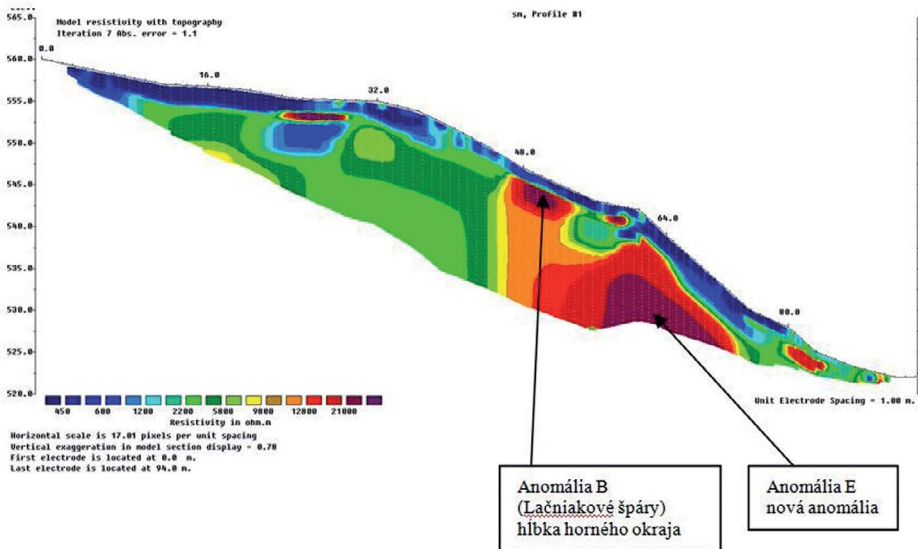 565.0
Model resistivity with topography
Iteration 7 Abs. error = 1.1
sm, Profile B1
560.0
0.0
16.0
555.0
32.0
550.0
48.0
545.0
540.0
64.0
535.0
530.0
80.0
525.0
520.0
450 600 1200 2200 5800 9800 12800 21000
Resistivity in ohm.m
Unit Electrode Spacing = 1.00 m.
Horizontal scale is 17.01 pixels per unit spacing
Vertical exaggeration in model section display = 0.78
First electrode is located at 0.0 m.
Last electrode is located at 94.0 m.
Anomália B
(Lačniakové špáry)
hĺbka horného okraja
Anomália E
nová anomália